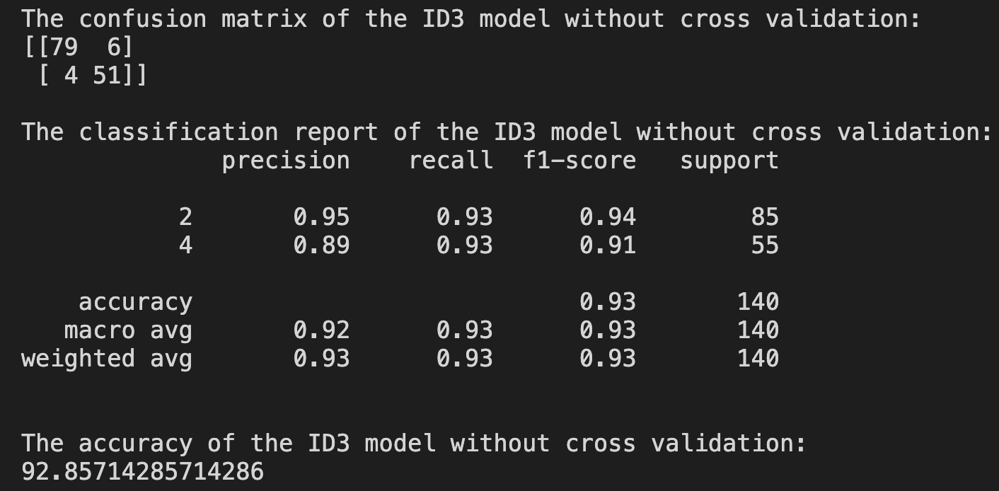 The confusion matrix of the ID3 model without cross validation:
[[79  6]
 [ 4 51]]
The classification report of the ID3 model without cross validation:
              precision    recall  f1-score   support
           2       0.95      0.93      0.94        85
           4       0.89      0.93      0.91        55
    accuracy                           0.93       140
   macro avg       0.92      0.93      0.93       140
weighted avg       0.93      0.93      0.93       140
The accuracy of the ID3 model without cross validation:
92.85714285714286